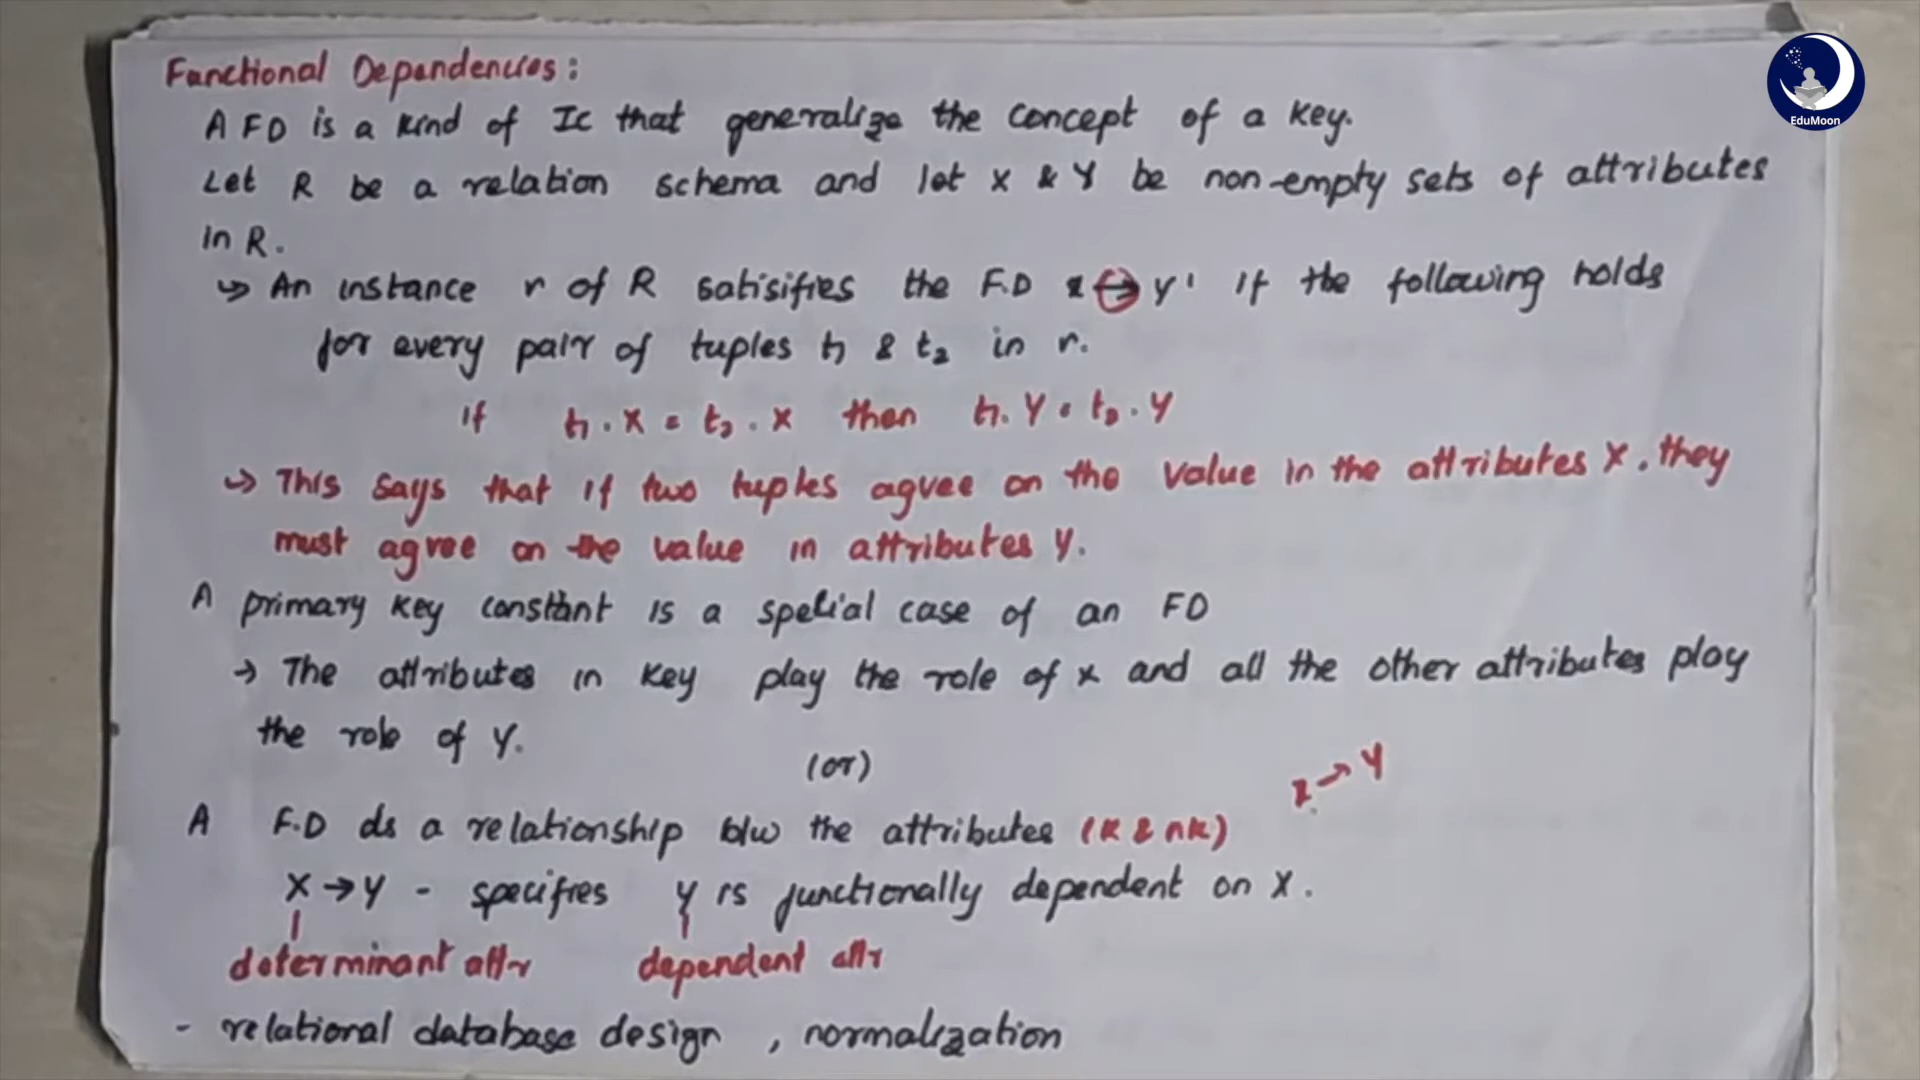 Functional Dependencies:
A FD is a kind of Ic that generalize the concept of a key.
Let R be a relation schema and let X & Y be non-empty sets of attributes
in R.
→ An instance r of R satisifies the F.D x → y' if the following holds
for every pair of tuples t1 & t2 in r.
If t1.X = t2.X then t1.Y = t2.Y
→ This says that if two tuples agree on the value in the attributes X, they
must agree on the value in attributes Y.
A primary key constant is a special case of an FD
→ The attributes in key play the role of x and all the other attributes play
the role of Y.
(or)
x → y
A F.D ds a relationship b/w the attributes (k & nk)
X → Y - specifies Y is functionally dependent on X.
determinant attr dependent attr
- relational database design, normalization
EduMoon